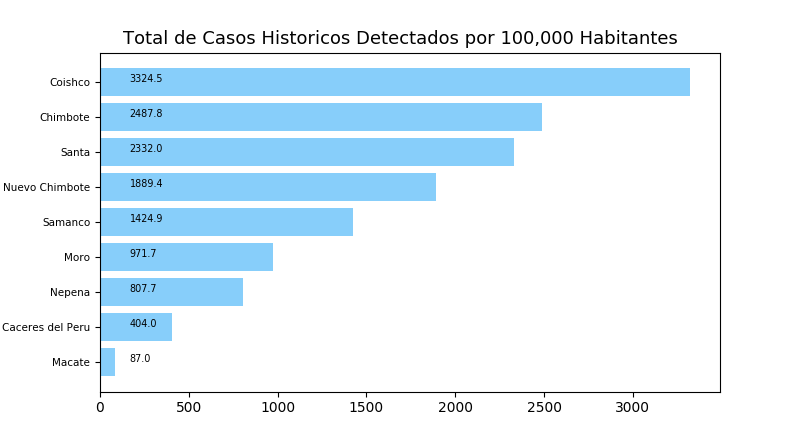 Total de Casos Historicos Detectados por 100,000 Habitantes
Coishco 3324.5
Chimbote 2487.8
Santa 2332.0
Nuevo Chimbote 1889.4
Samanco 1424.9
Moro 971.7
Nepena 807.7
Caceres del Peru 404.0
Macate 87.0
0 500 1000 1500 2000 2500 3000